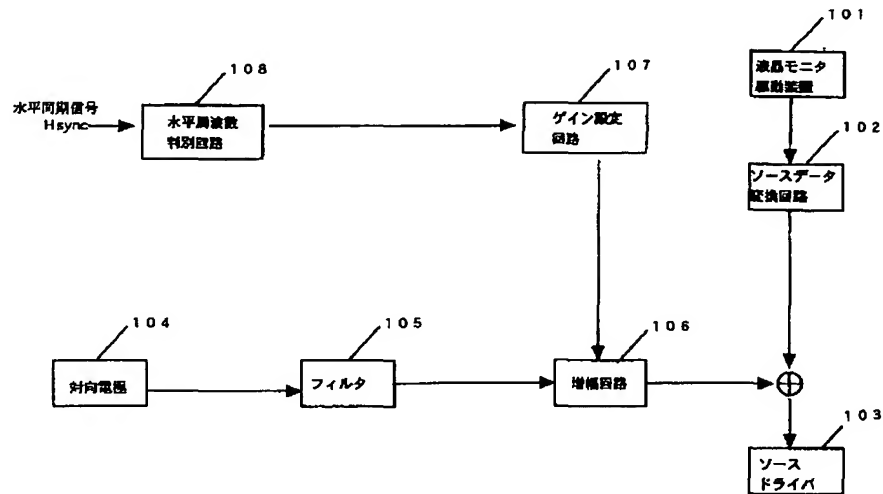 108
水平同期信号
Hsync
水平周波数
判別回路
107
ゲイン設定
回路
101
液晶モニタ
駆動装置
102
ソースデータ
変換回路
104
対向電極
105
フィルタ
106
増幅回路
103
ソース
ドライバ